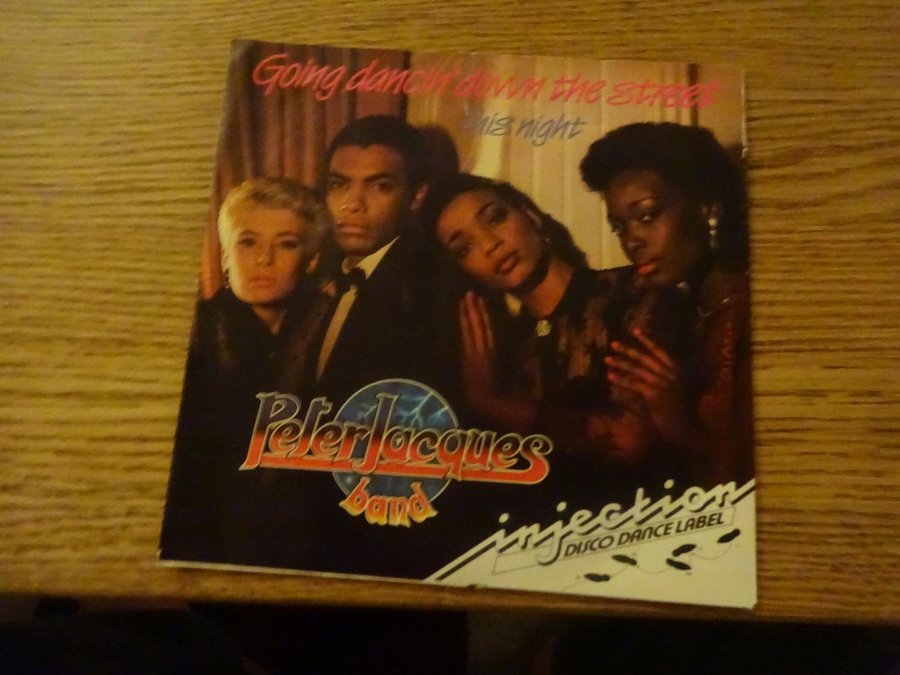 Going dancin' down the street
This night
Peter Jacques
band
injection
DISCO DANCE LABEL